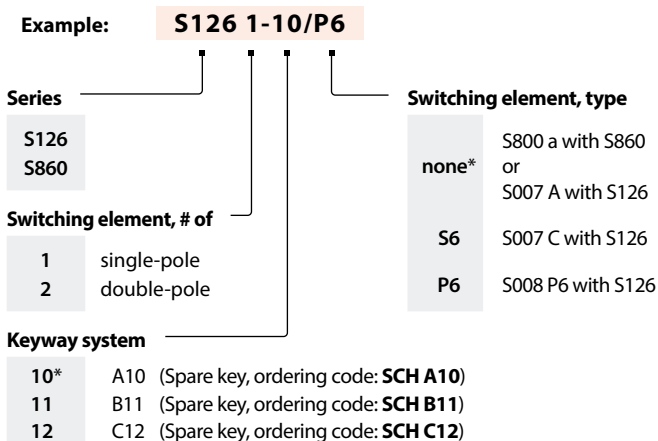 Example:
S126 1-10/P6
Series
S126
S860
Switching element, # of
1 single-pole
2 double-pole
Keyway system
10* A10 (Spare key, ordering code: SCH A10)
11 B11 (Spare key, ordering code: SCH B11)
12 C12 (Spare key, ordering code: SCH C12)
Switching element, type
none* S800 a with S860
or
S007 A with S126
S6 S007 C with S126
P6 S008 P6 with S126